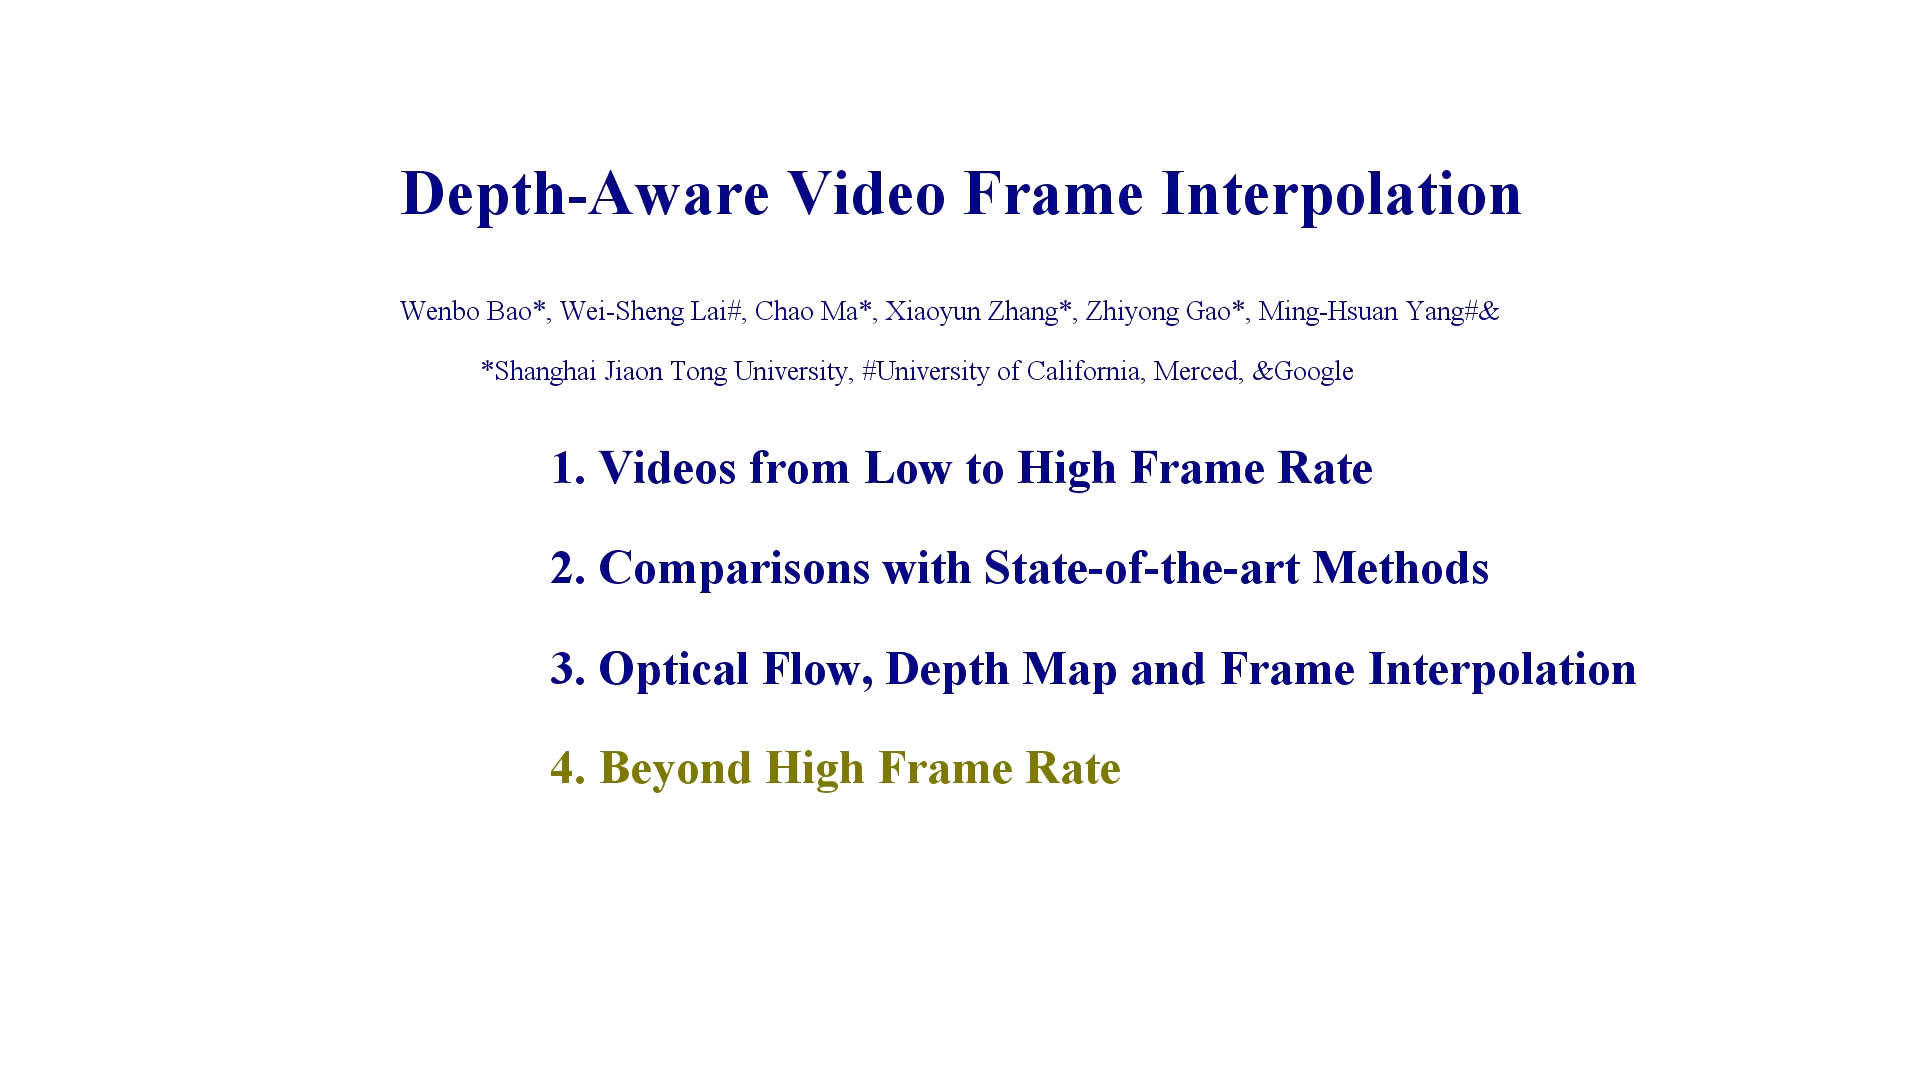 Depth-Aware Video Frame Interpolation
Wenbo Bao*, Wei-Sheng Lai#, Chao Ma*, Xiaoyun Zhang*, Zhiyong Gao*, Ming-Hsuan Yang#&
*Shanghai Jiaon Tong University, #University of California, Merced, &Google
1. Videos from Low to High Frame Rate
2. Comparisons with State-of-the-art Methods
3. Optical Flow, Depth Map and Frame Interpolation
4. Beyond High Frame Rate